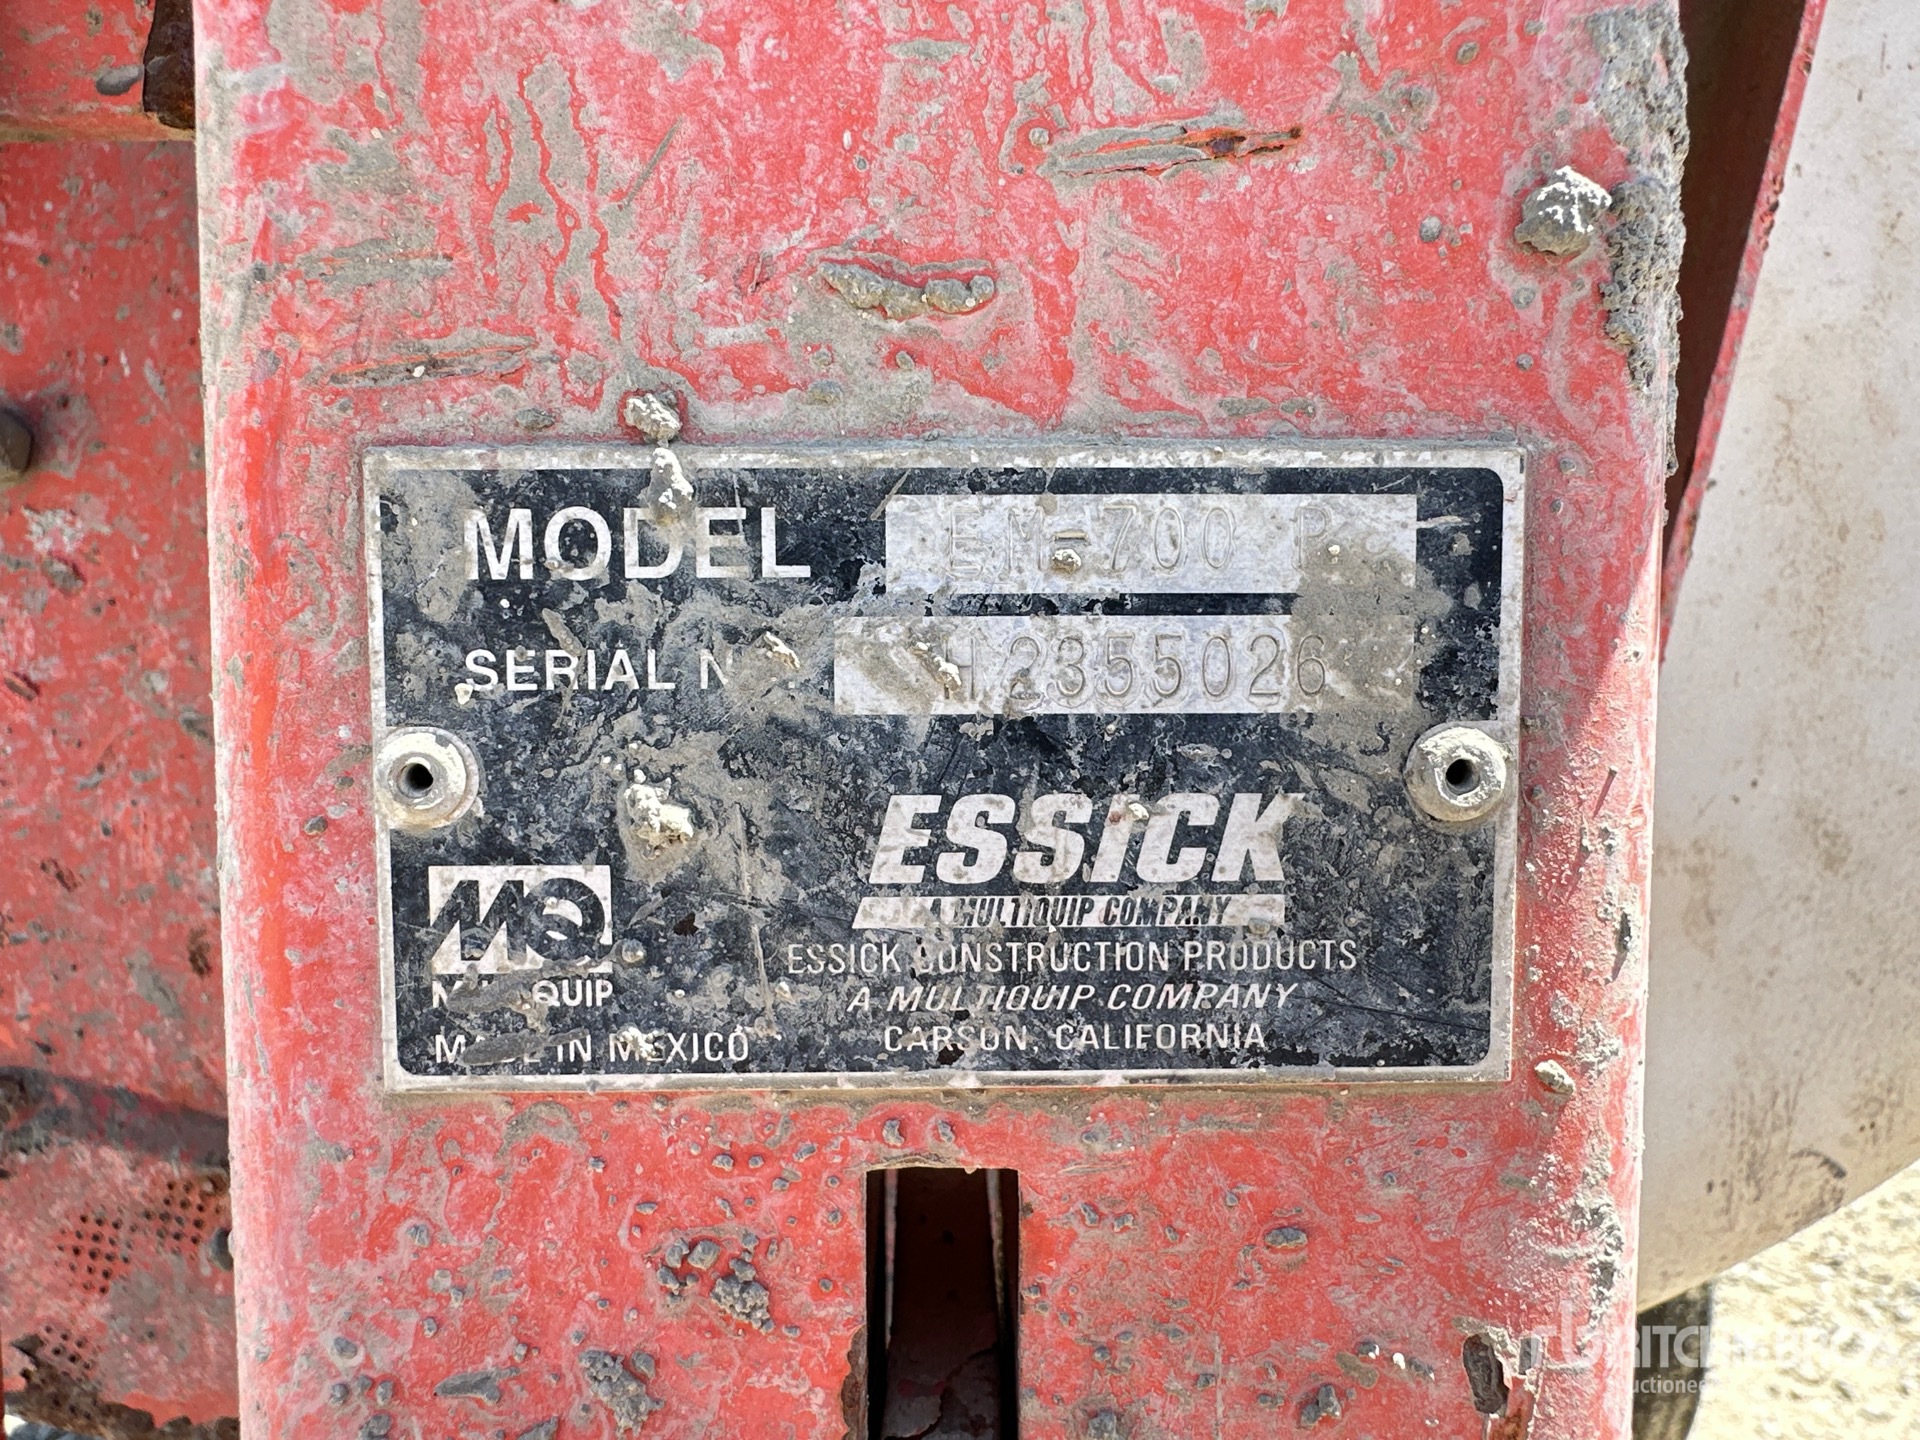 MODEL EM-700 P
SERIAL N H2355026
MQ
MULTIQUIP
MADE IN MEXICO
ESSICK
A MULTIQUIP COMPANY
ESSICK CONSTRUCTION PRODUCTS
A MULTIQUIP COMPANY
CARSON, CALIFORNIA